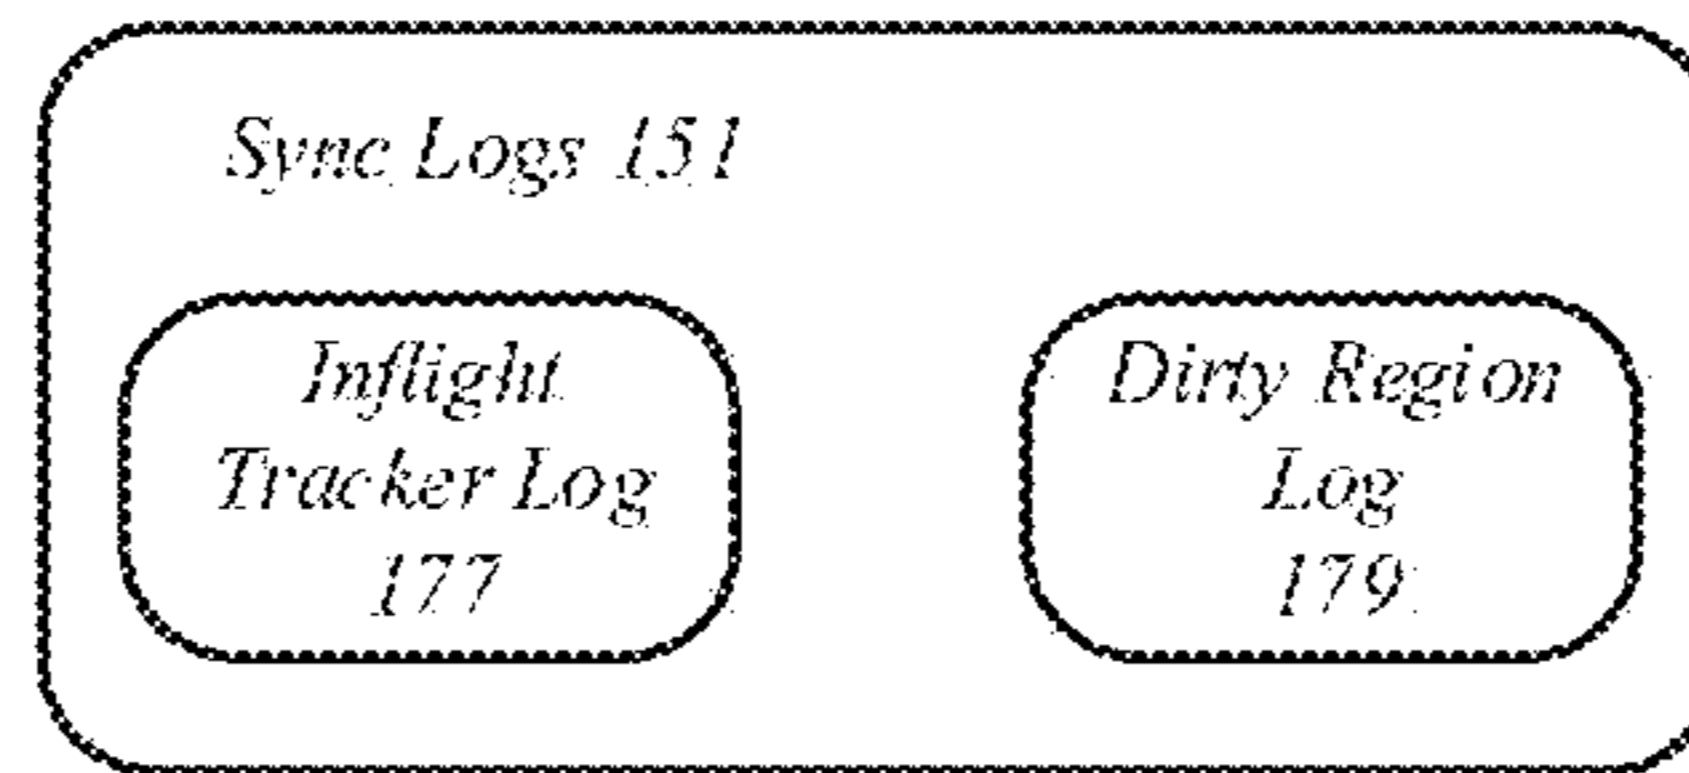 Sync Logs 151
Inflight
Tracker Log
177
Dirty Region
Log
179